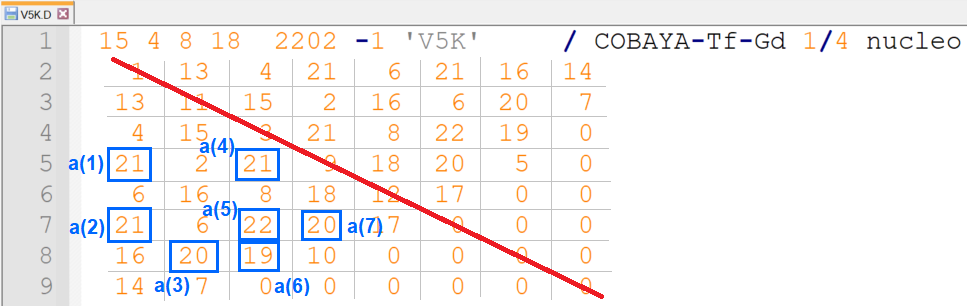 V5K.D
1 15 4 8 18 2202 -1 'V5K' / COBAYA-Tf-Gd 1/4 nucleo
2 1 13 4 21 6 21 16 14
3 13 11 15 2 16 6 20 7
4 4 15 3 21 8 22 19 0
a(4)
5 a(1) 21 2 21 9 18 20 5 0
6 6 16 8 18 12 17 0 0
a(5)
7 a(2) 21 6 22 20 a(7) 17 0 0 0
8 16 20 19 10 0 0 0 0
9 14 a(3) 7 0 a(6) 0 0 0 0 0